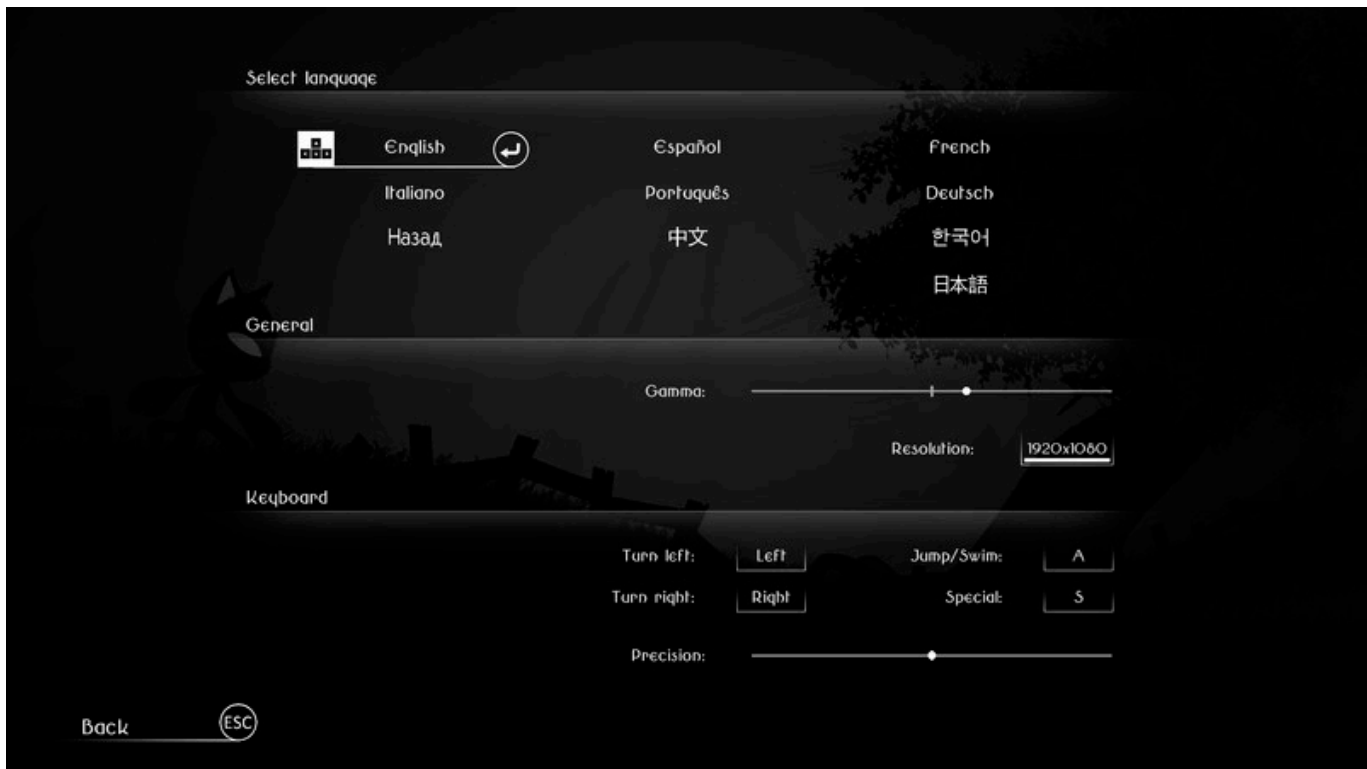 Select language
English Español French
Italiano Português Deutsch
Назад 中文 한국어
日本語
General
Gamma:
Resolution: 1920x1080
Keyboard
Turn left: Left Jump/Swim: A
Turn right: Right Special: S
Precision:
Back ESC